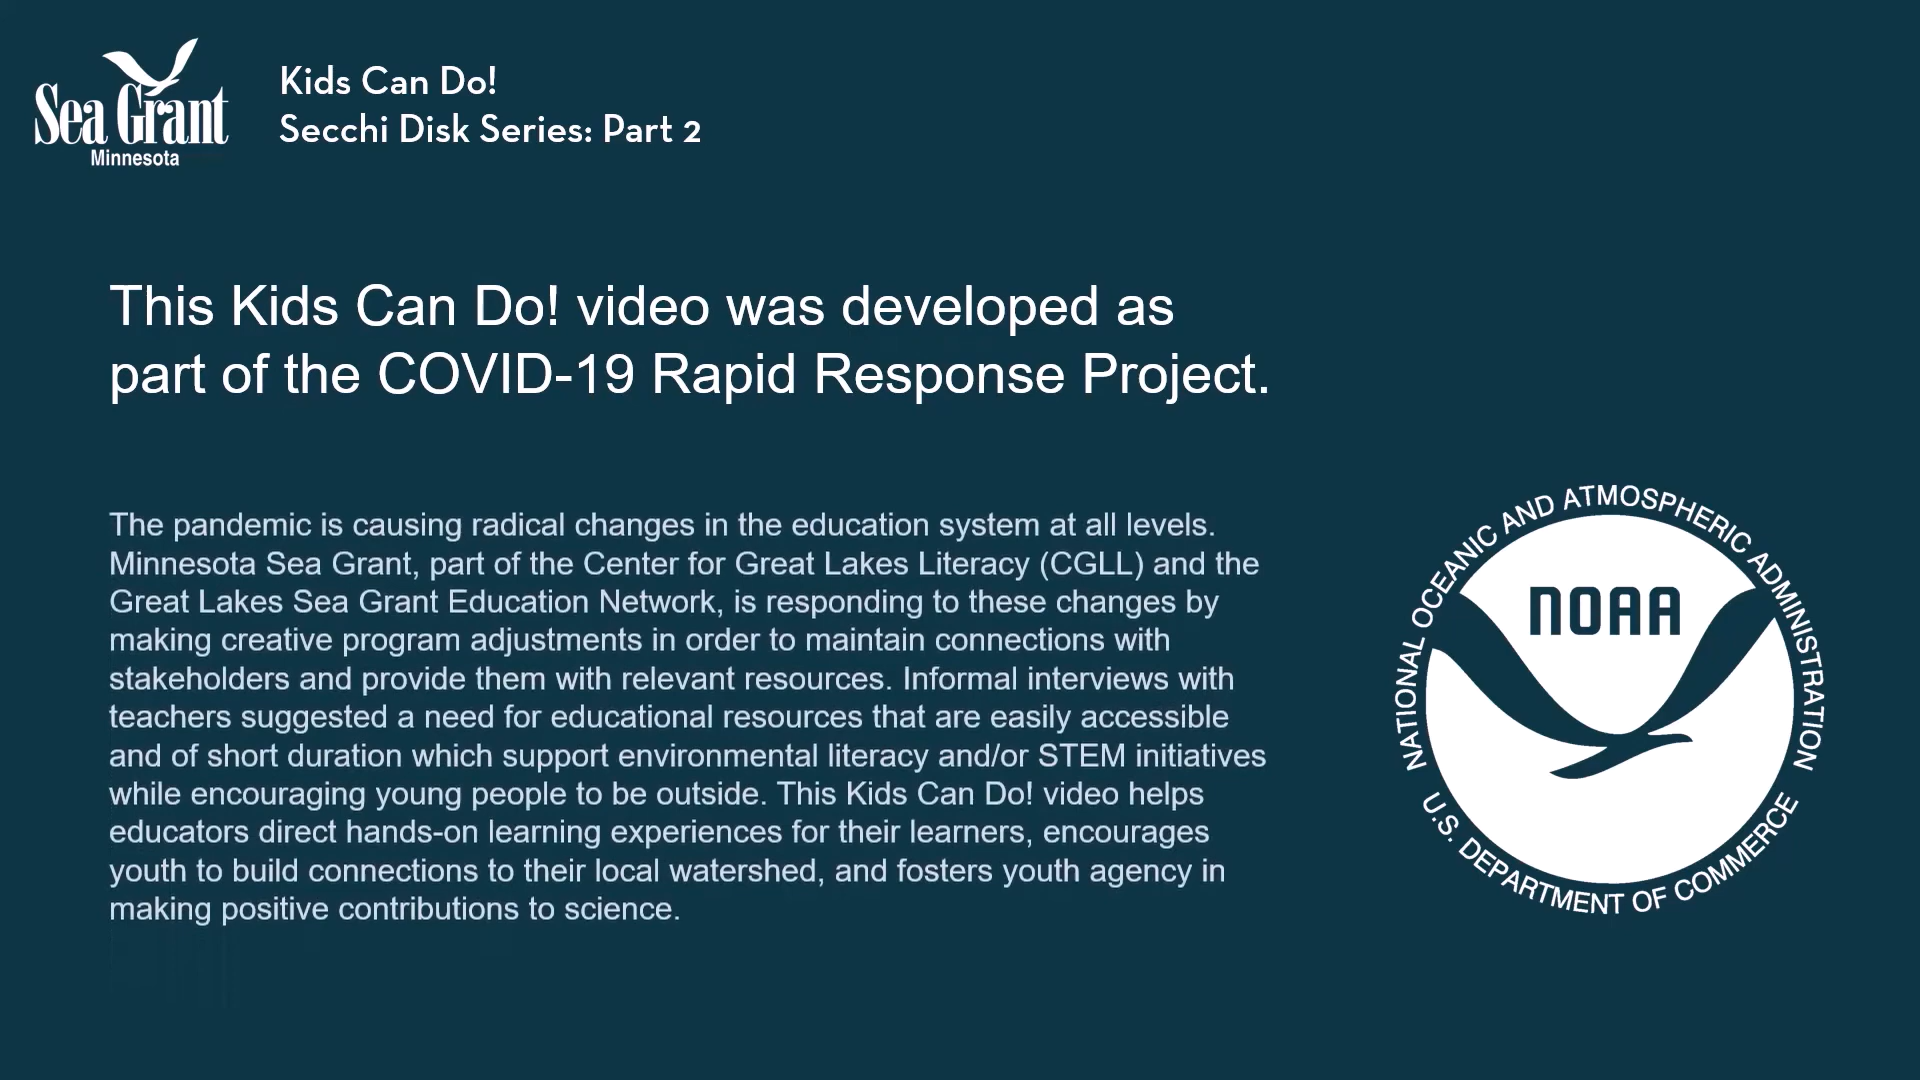 Sea Grant
Minnesota
Kids Can Do!
Secchi Disk Series: Part 2
This Kids Can Do! video was developed as
part of the COVID-19 Rapid Response Project.
The pandemic is causing radical changes in the education system at all levels.
Minnesota Sea Grant, part of the Center for Great Lakes Literacy (CGLL) and the
Great Lakes Sea Grant Education Network, is responding to these changes by
making creative program adjustments in order to maintain connections with
stakeholders and provide them with relevant resources. Informal interviews with
teachers suggested a need for educational resources that are easily accessible
and of short duration which support environmental literacy and/or STEM initiatives
while encouraging young people to be outside. This Kids Can Do! video helps
educators direct hands-on learning experiences for their learners, encourages
youth to build connections to their local watershed, and fosters youth agency in
making positive contributions to science.
NATIONAL OCEANIC AND ATMOSPHERIC ADMINISTRATION
NOAA
U.S. DEPARTMENT OF COMMERCE